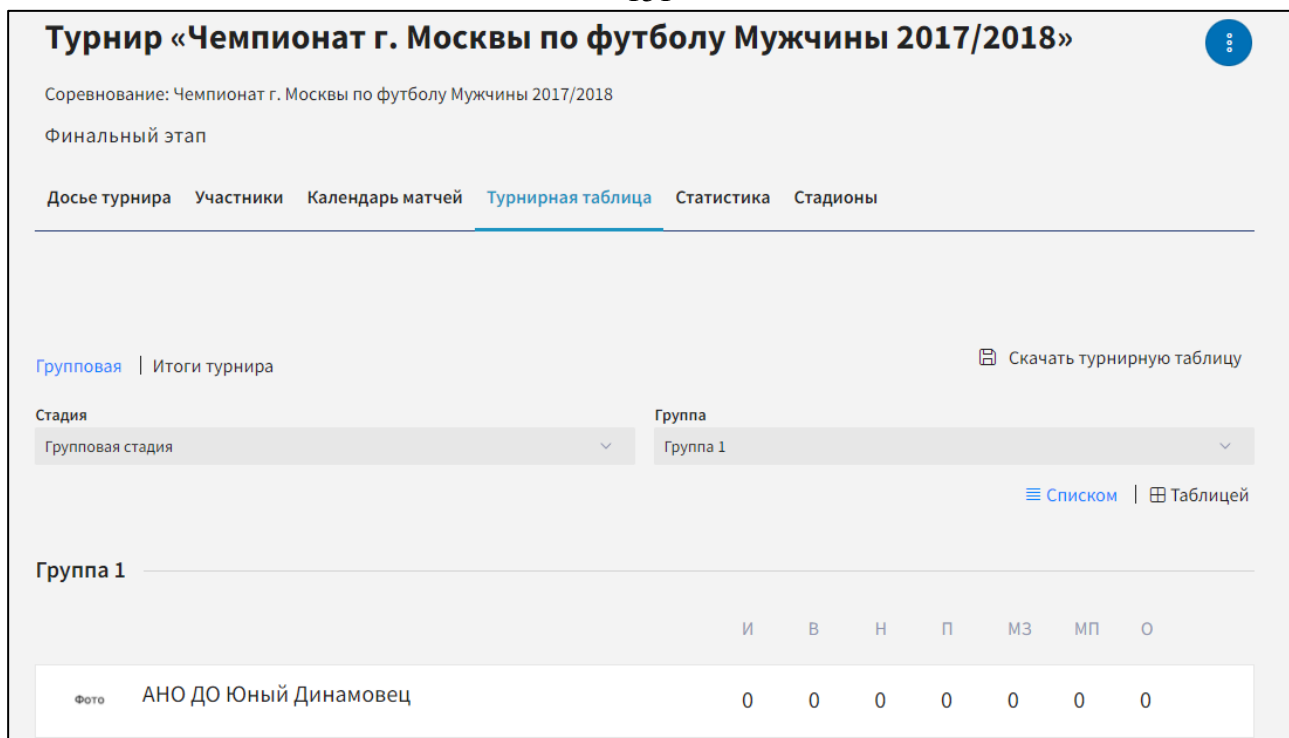 Турнир «Чемпионат г. Москвы по футболу Мужчины 2017/2018»
Соревнование: Чемпионат г. Москвы по футболу Мужчины 2017/2018
Финальный этап
Досье турнира Участники Календарь матчей Турнирная таблица Статистика Стадионы
Групповая | Итоги турнира Скачать турнирную таблицу
Стадия Группа
Групповая стадия Группа 1
Списком | Таблицей
Группа 1
И В Н П МЗ МП О
Фото АНО ДО Юный Динамовец 0 0 0 0 0 0 0